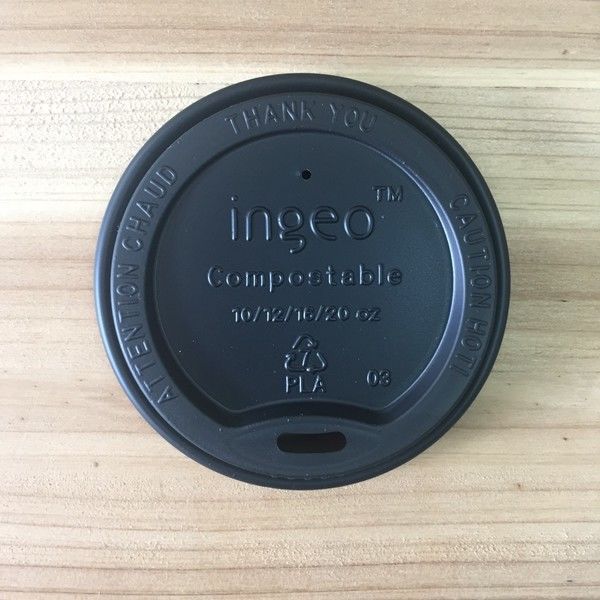 THANK YOU
ATTENTION CHAUD
CAUTION HOT!
ingeo™
Compostable
10/12/16/20 oz
7
PLA
03